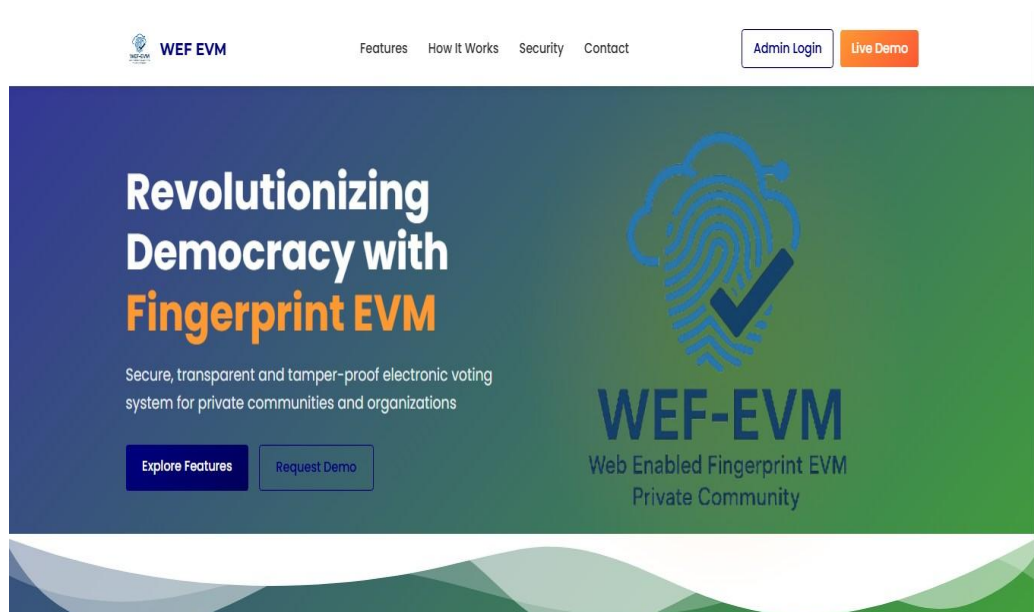 WEF EVM
Features How It Works Security Contact
Admin Login Live Demo
Revolutionizing
Democracy with
Fingerprint EVM
Secure, transparent and tamper-proof electronic voting
system for private communities and organizations
Explore Features Request Demo
WEF-EVM
Web Enabled Fingerprint EVM
Private Community